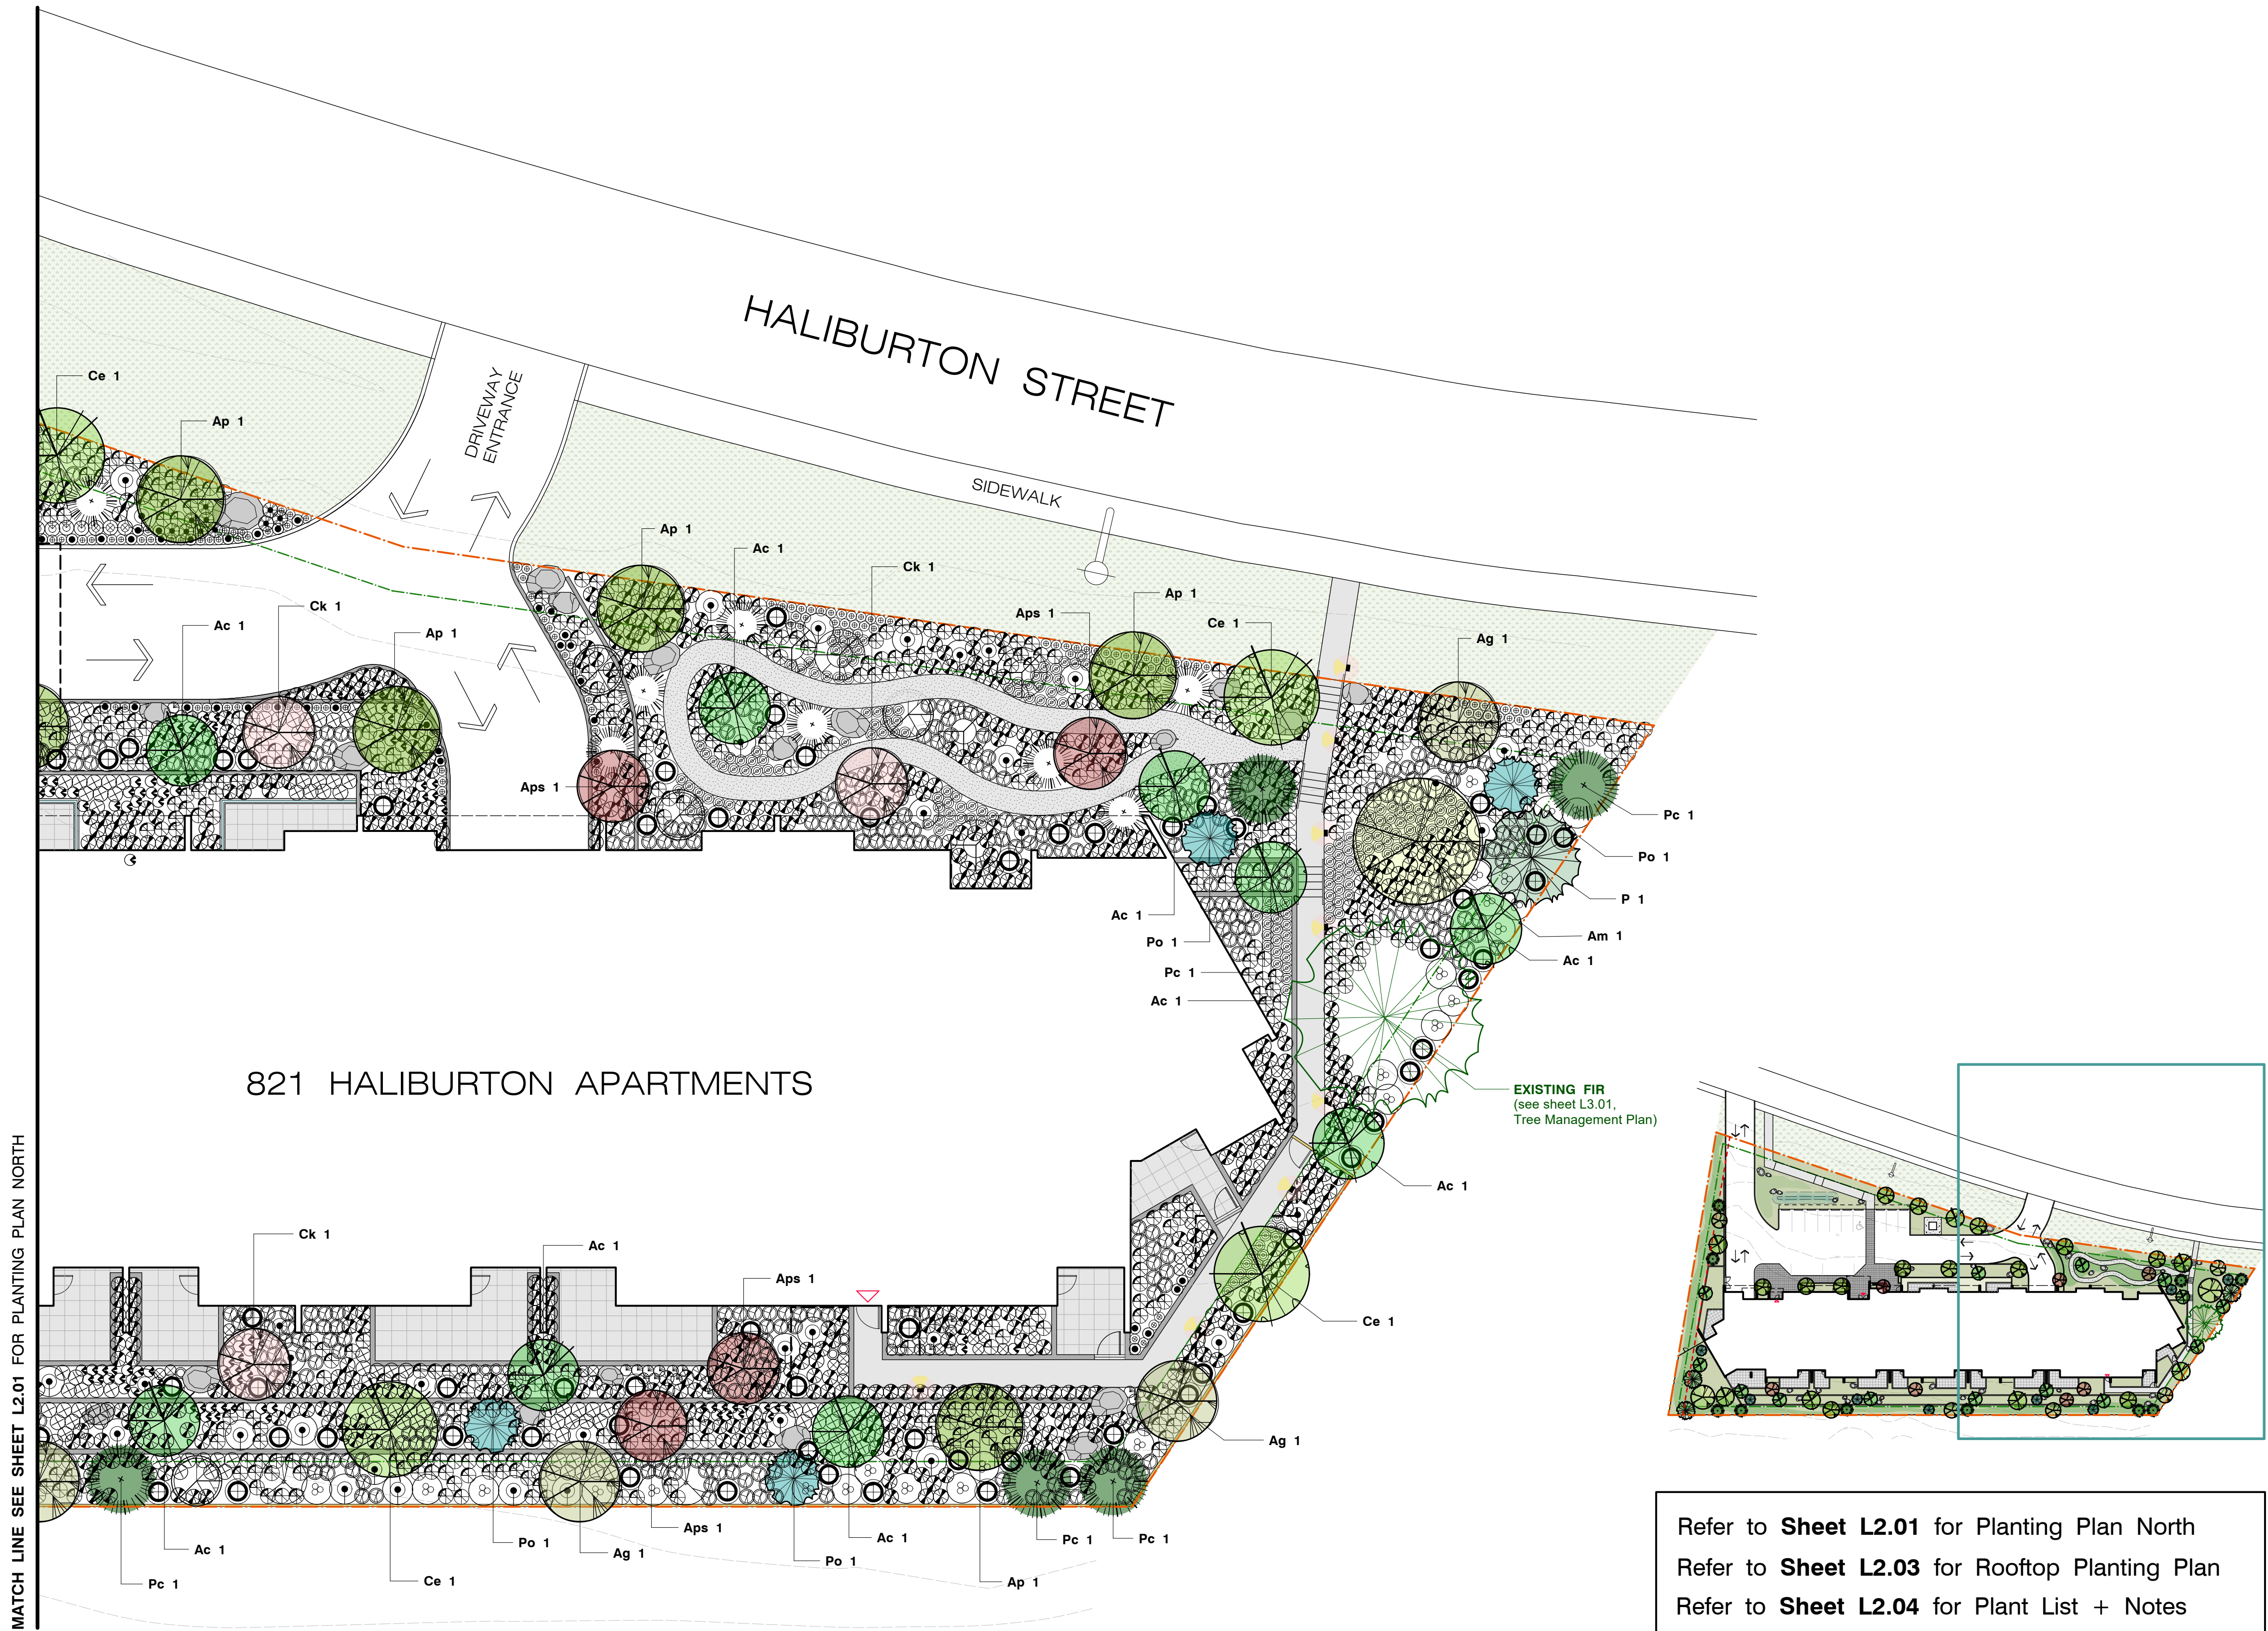 HALIBURTON STREET
DRIVEWAY
ENTRANCE
SIDEWALK
Ce 1
Ap 1
Ap 1
Ac 1
Ck 1
Ck 1
Ac 1
Ap 1
Ap 1
Aps 1
Ce 1
Ag 1
Aps 1
Pc 1
Po 1
P 1
Am 1
Ac 1
Ac 1
Po 1
Pc 1
Ac 1
821 HALIBURTON APARTMENTS
EXISTING FIR
(see sheet L3.01,
Tree Management Plan)
Ac 1
Ck 1
Ac 1
Aps 1
Ce 1
Ag 1
Aps 1
Ac 1
Pc 1
Pc 1
Po 1
Ag 1
Po 1
Ac 1
Pc 1
Ce 1
Ap 1
MATCH LINE SEE SHEET L2.01 FOR PLANTING PLAN NORTH
Refer to Sheet L2.01 for Planting Plan North
Refer to Sheet L2.03 for Rooftop Planting Plan
Refer to Sheet L2.04 for Plant List + Notes